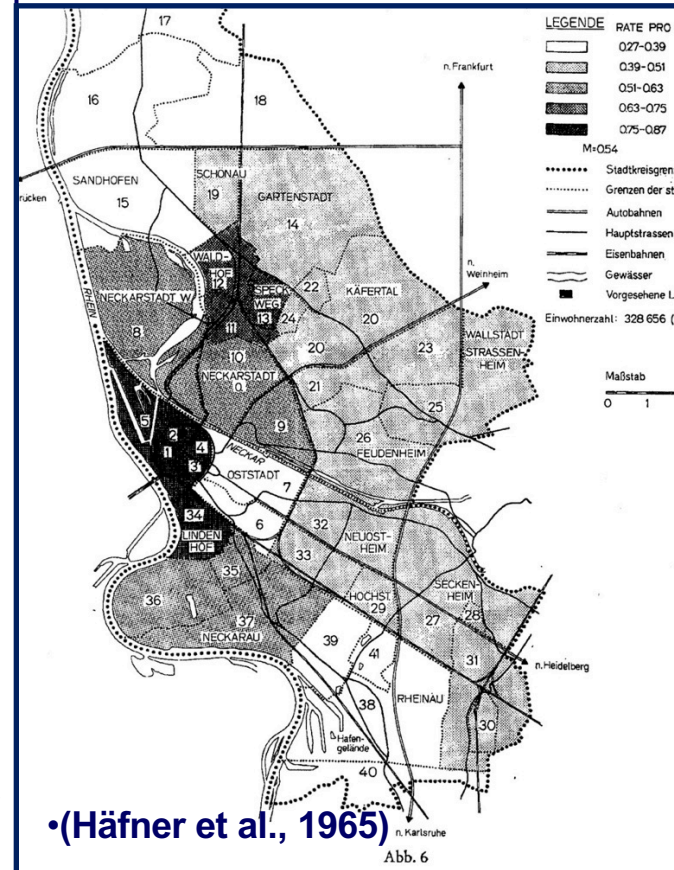 17
LEGENDE RATE PRO
0.27-0.39
0.39-0.51
0.51-0.63
0.63-0.75
0.75-0.87
M=0.54
Stadtkreisgren
Grenzen der st
Autobahnen
Hauptstrassen
Eisenbahnen
Gewässer
Vorgesehene I.
Einwohnerzahl: 328 656 (
Maßstab
0 1
n. Frankfurt
16
18
SANDHOFEN
15
rücken
SCHÖNAU
19
GARTENSTADT
14
n. Weinheim
RHEIN
WALD-
HOF
12
NECKARSTADT W.
8
SPECK
WEG
13
22
24
KÄFERTAL
20
11
10
NECKARSTADT
O.
9
20
21
23
WALLSTADT
STRASSEN-
HEIM
25
26
FEUDENHEIM
5
2
1
4
3
NECKAR
OSTSTADT
7
6
34
LINDEN
HOF
32
NEUOST-
HEIM
33
35
36
37
NECKARAU
HOCHST.
29
SECKEN-
HEIM
28
27
31
n. Heidelberg
30
39
41
RHEINAU
38
Hafen-
gelände
40
n. Karlsruhe
•(Häfner et al., 1965)
Abb. 6